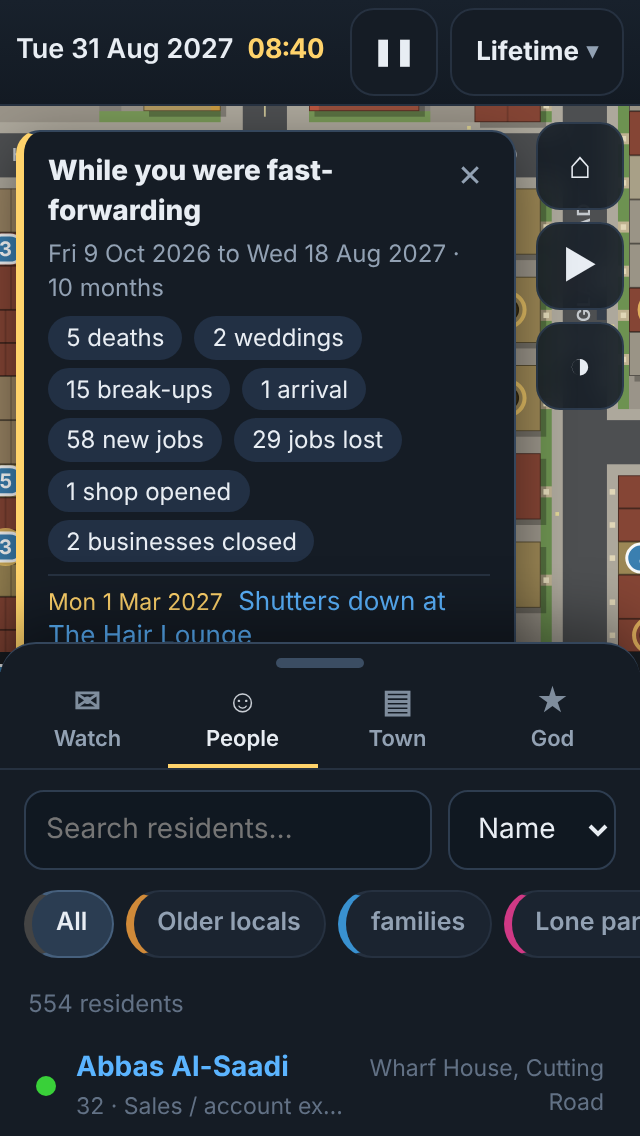 Tue 31 Aug 2027 08:40
Lifetime
While you were fast-
forwarding
Fri 9 Oct 2026 to Wed 18 Aug 2027 ·
10 months
5 deaths
2 weddings
15 break-ups
1 arrival
58 new jobs
29 jobs lost
1 shop opened
2 businesses closed
Mon 1 Mar 2027 Shutters down at
The Hair Lounge
3
5
3
Watch
People
Town
God
Search residents...
Name
All
Older locals
families
Lone par
554 residents
Abbas Al-Saadi
32 · Sales / account ex...
Wharf House, Cutting
Road